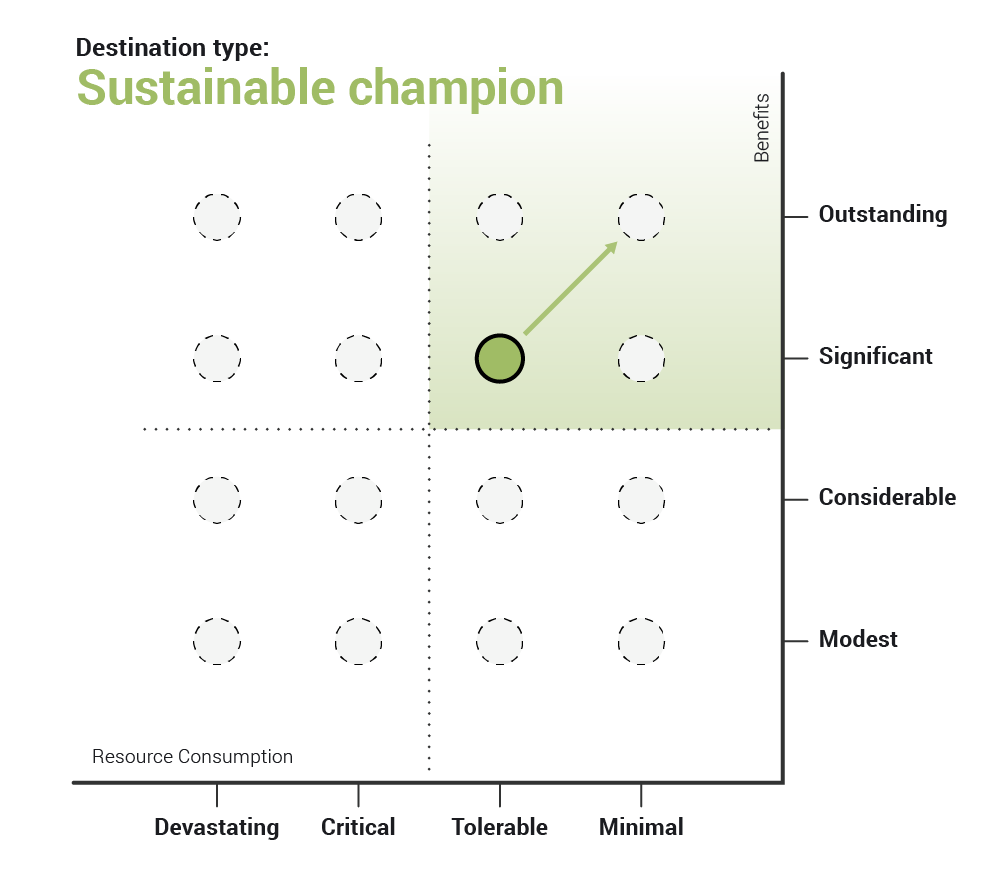 Destination type:
Sustainable champion
Benefits
Outstanding
Significant
Considerable
Modest
Resource Consumption
Devastating Critical Tolerable Minimal